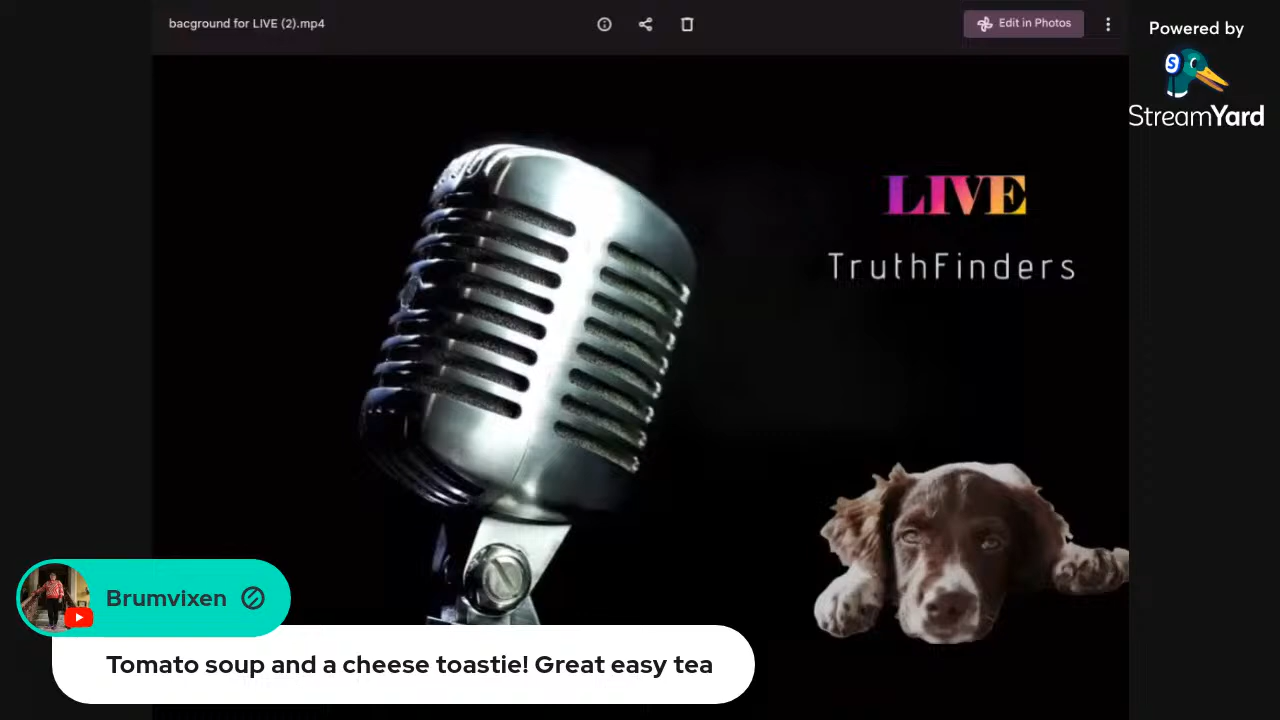 bacground for LIVE (2).mp4
Edit in Photos
Powered by
S
StreamYard
LIVE
TruthFinders
Brumvixen
Tomato soup and a cheese toastie! Great easy tea